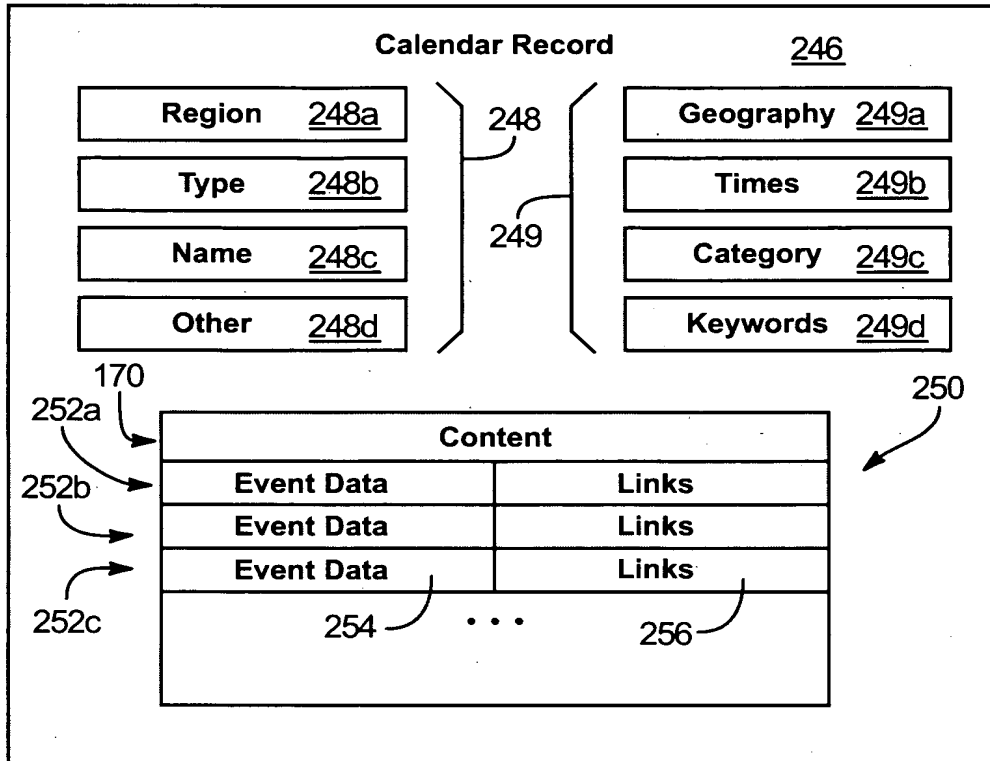 Calendar Record 246
Region 248a
Type 248b
Name 248c
Other 248d
248
249
Geography 249a
Times 249b
Category 249c
Keywords 249d
170
252a
252b
252c
250
Content
Event Data Links
Event Data Links
Event Data Links
254 ... 256